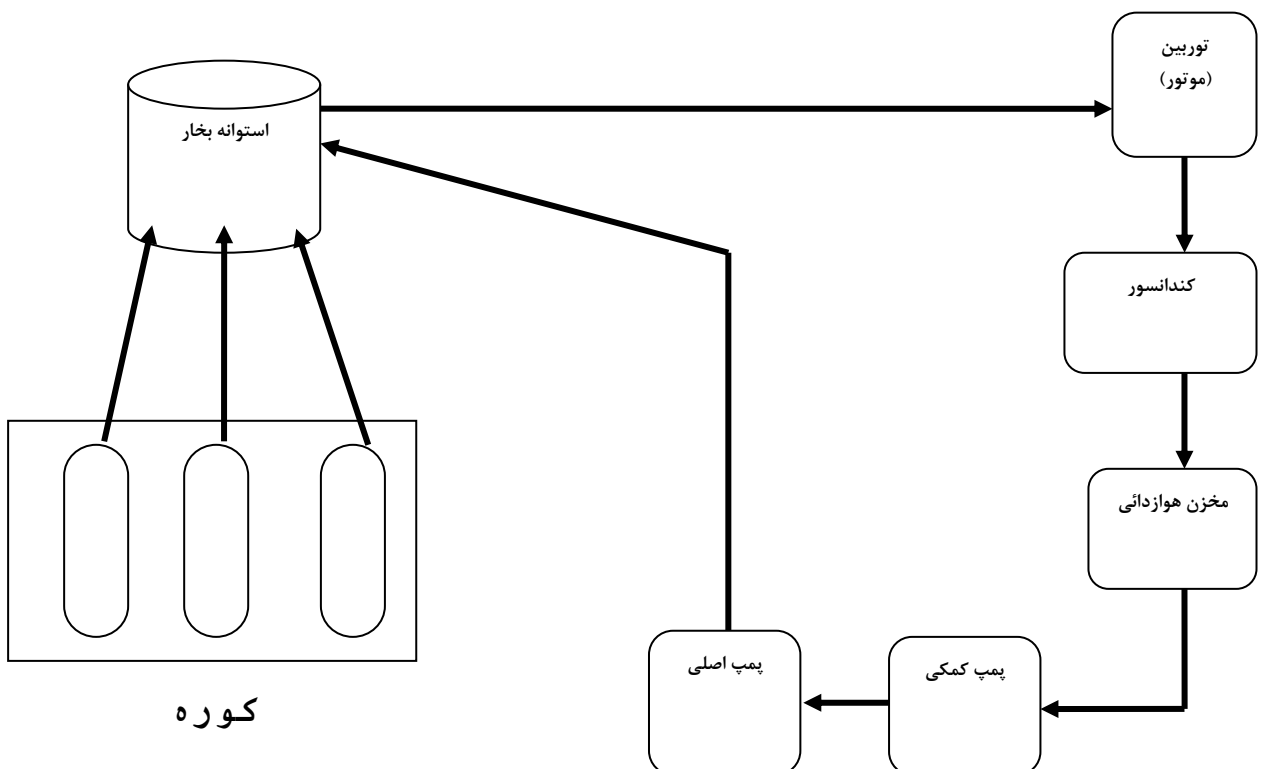 توربین
(موتور)
استوانه بخار
کندانسور
مخزن هوازدائی
پمپ کمکی
پمپ اصلی
کوره